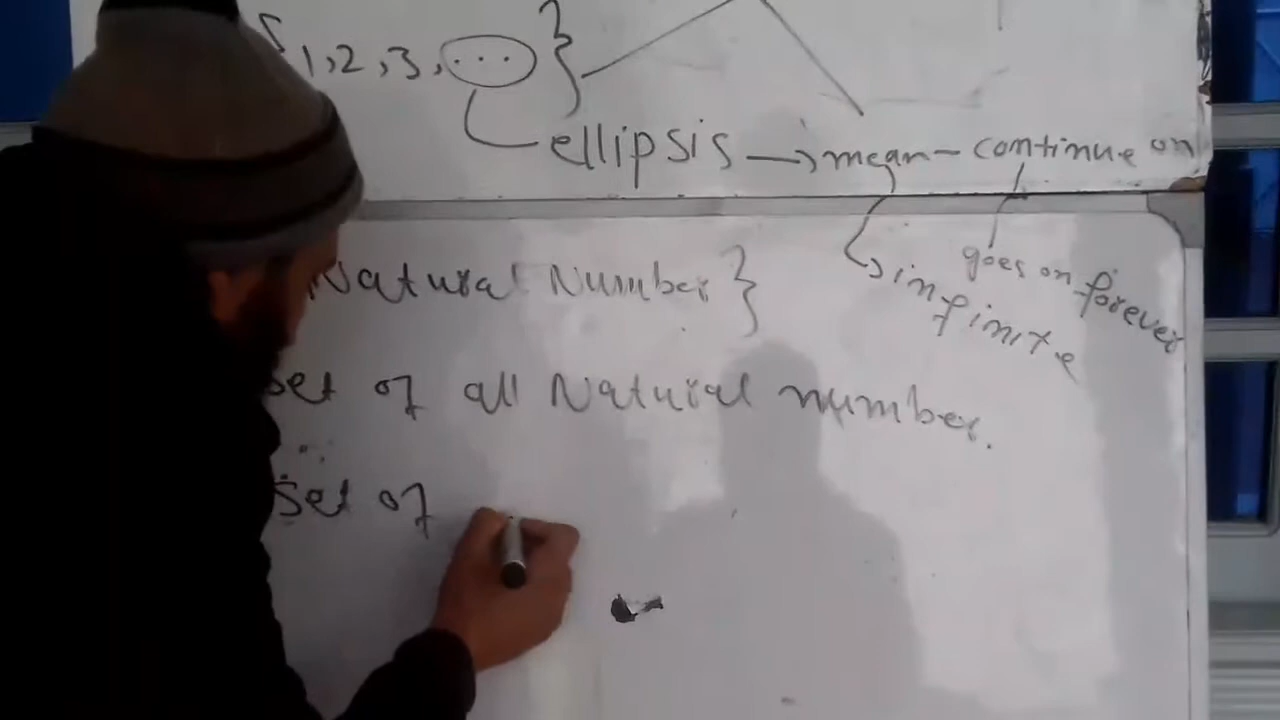 {1,2,3,...}
ellipsis → mean - continue on
goes on forever
infinite
Natural Number}
set of all Natural number.
set of